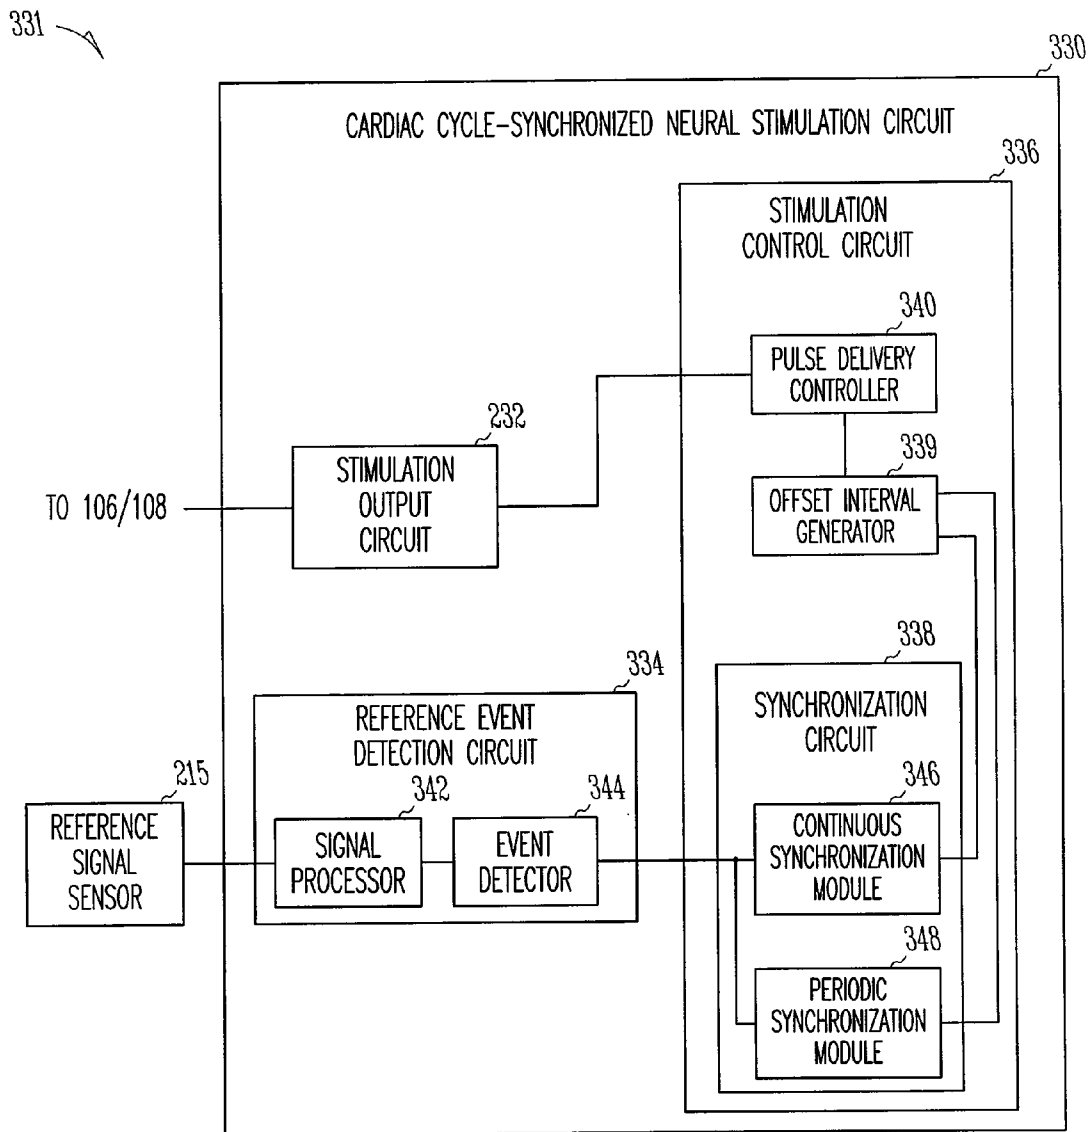 331
330
CARDIAC CYCLE-SYNCHRONIZED NEURAL STIMULATION CIRCUIT
336
STIMULATION
CONTROL CIRCUIT
340
PULSE DELIVERY
CONTROLLER
232
STIMULATION
OUTPUT
CIRCUIT
TO 106/108
339
OFFSET INTERVAL
GENERATOR
334
REFERENCE EVENT
DETECTION CIRCUIT
338
SYNCHRONIZATION
CIRCUIT
215
REFERENCE
SIGNAL
SENSOR
342
SIGNAL
PROCESSOR
344
EVENT
DETECTOR
346
CONTINUOUS
SYNCHRONIZATION
MODULE
348
PERIODIC
SYNCHRONIZATION
MODULE